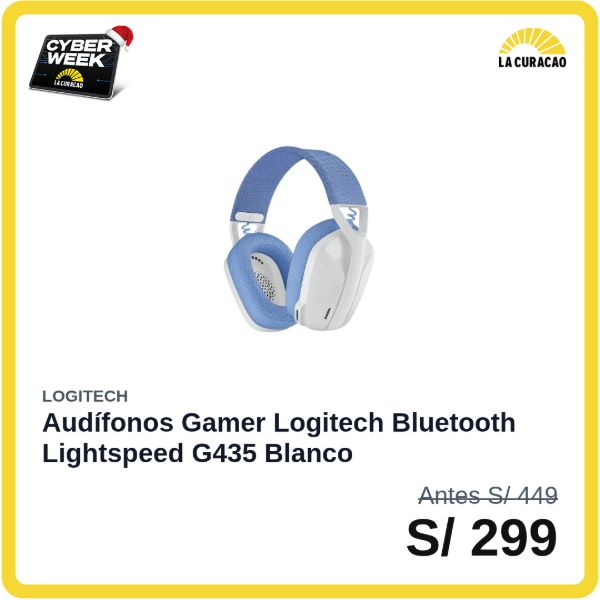 CYBER
WEEK
LA CURACAO
LA CURACAO
LOGITECH
Audífonos Gamer Logitech Bluetooth
Lightspeed G435 Blanco
Antes S/ 449
S/ 299